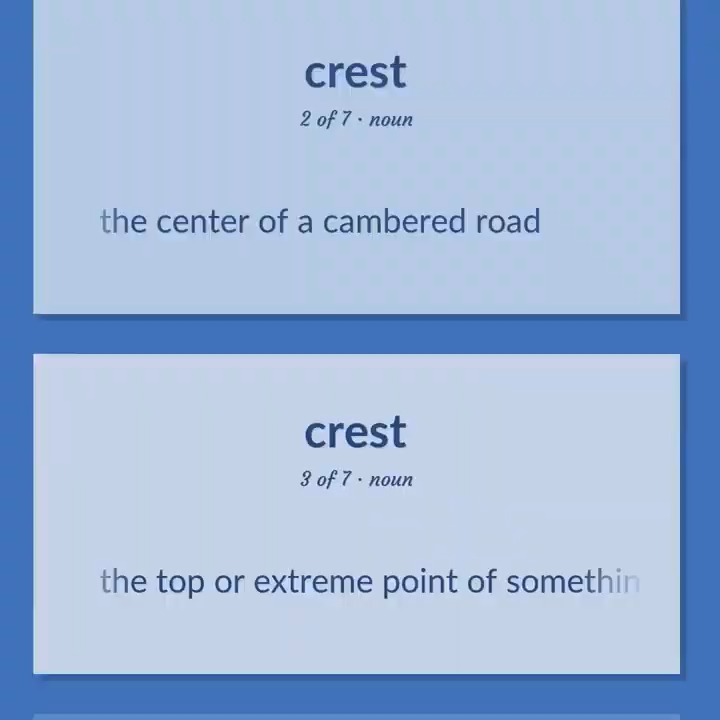 crest
2 of 7 · noun
the center of a cambered road
crest
3 of 7 · noun
the top or extreme point of somethin